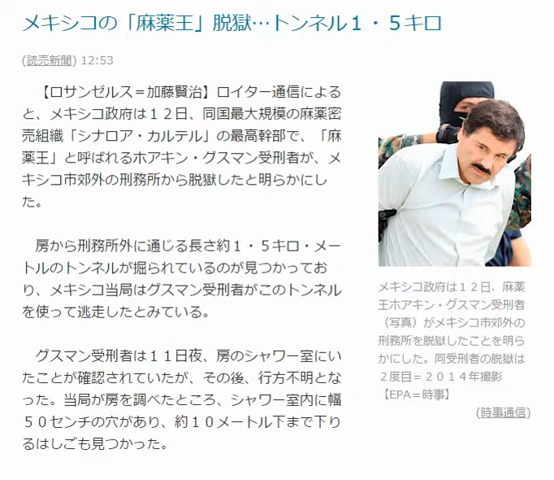 メキシコの「麻薬王」脱獄…トンネル１・５キロ
(読売新聞) 12:53
【ロサンゼルス＝加藤賢治】ロイター通信による
と、メキシコ政府は１２日、同国最大規模の麻薬密
売組織「シナロア・カルテル」の最高幹部で、「麻
薬王」と呼ばれるホアキン・グスマン受刑者が、メ
キシコ市郊外の刑務所から脱獄したと明らかにし
た。
房から刑務所外に通じる長さ約１・５キロ・メー
トルのトンネルが掘られているのが見つかってお
り、メキシコ当局はグスマン受刑者がこのトンネル
を使って逃走したとみている。
グスマン受刑者は１１日夜、房のシャワー室にい
たことが確認されていたが、その後、行方不明とな
った。当局が房を調べたところ、シャワー室内に幅
５０センチの穴があり、約１０メートル下まで下り
るはしごも見つかった。
メキシコ政府は１２日、麻薬
王ホアキン・グスマン受刑者
（写真）がメキシコ市郊外の
刑務所を脱獄したことを明ら
かにした。同受刑者の脱獄は
２度目＝２０１４年撮影
【EPA＝時事】
(時事通信)